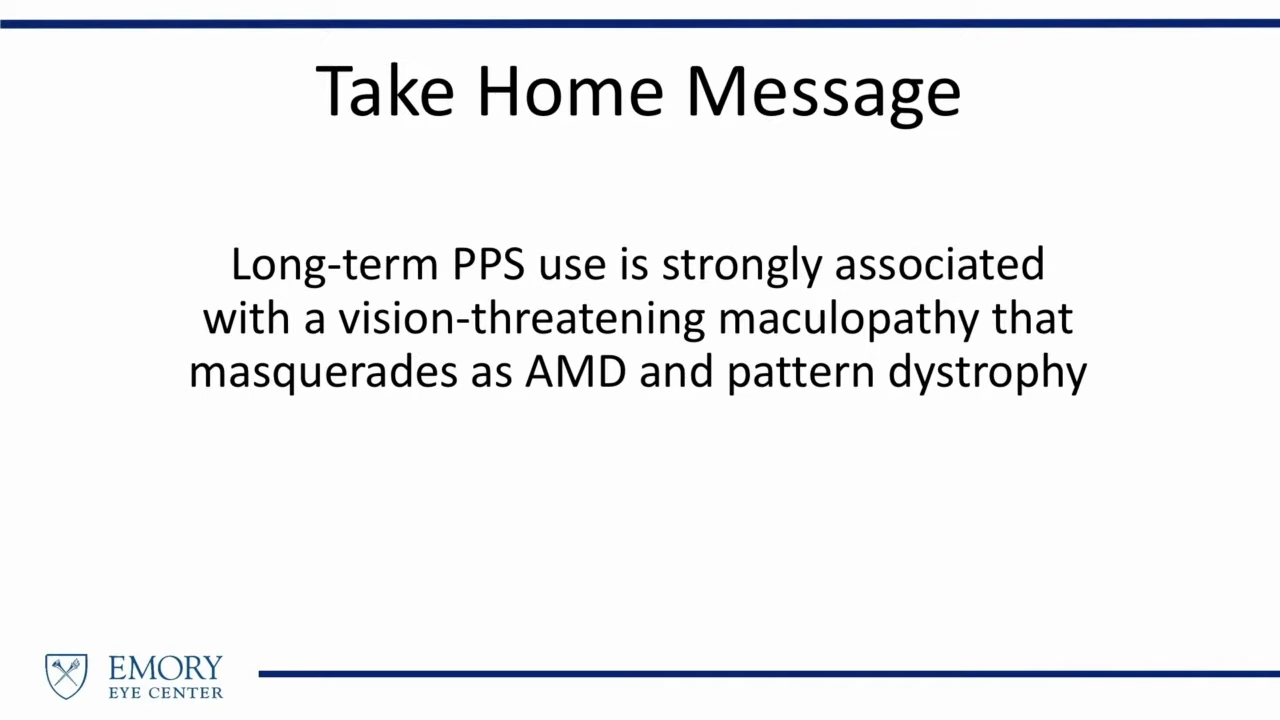 Take Home Message
Long-term PPS use is strongly associated
with a vision-threatening maculopathy that
masquerades as AMD and pattern dystrophy
EMORY
EYE CENTER